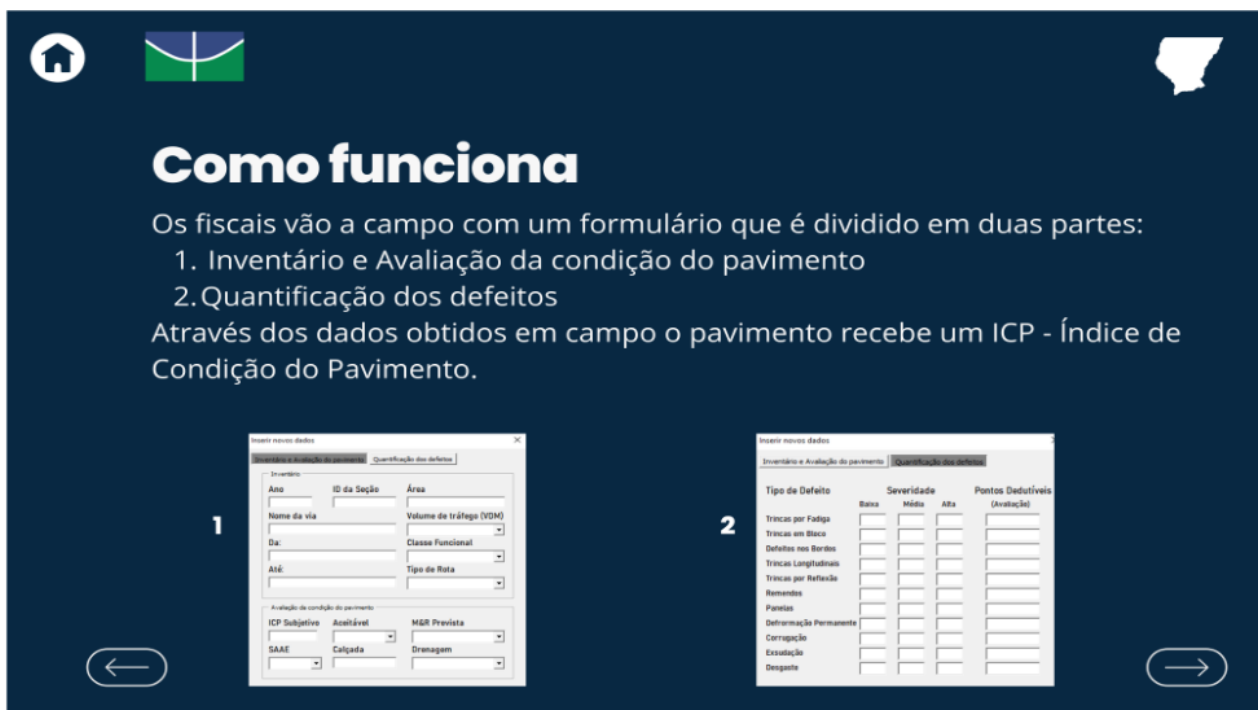 Como funciona
Os fiscais vão a campo com um formulário que é dividido em duas partes:
1. Inventário e Avaliação da condição do pavimento
2. Quantificação dos defeitos
Através dos dados obtidos em campo o pavimento recebe um ICP - Índice de
Condição do Pavimento.
1
Inserir novos dados
Inventário e Avaliação do pavimento Quantificação dos defeitos
Inventário
Ano ID da Seção Área
Nome da via Volume de tráfego (VDM)
Da: Classe Funcional
Até: Tipo de Rota
Avaliação de condição do pavimento
ICP Subjetivo Aceitável M&R Prevista
SAAE Calçada Drenagem
2
Inserir novos dados
Inventário e Avaliação do pavimento Quantificação dos defeitos
Tipo de Defeito Severidade Pontos Dedutíveis
Baixa Média Alta (Avaliação)
Trincas por Fadiga
Trincas em Bloco
Defeitos nos Bordos
Trincas Longitudinais
Trincas por Reflexão
Remendos
Panelas
Defrormação Permanente
Corrugação
Exsudação
Desgaste